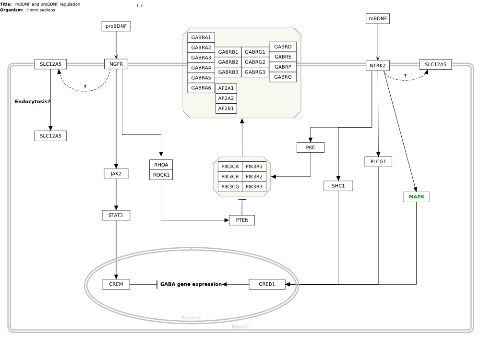 Title: mBDNF and proBDNF regulation
Organism: Homo sapiens
proBDNF
mBDNF
GABRA1
GABRA2
GABRA3
GABRA4
GABRA5
GABRA6
GABRB1
GABRB2
GABRB3
GABRG1
GABRG2
GABRG3
GABRD
GABRE
GABRP
GABRQ
AP2A1
AP2A2
AP2B1
SLC12A5
NGFR
NTRK2
SLC12A5
?
?
Endocytosis?
SLC12A5
PKC
PLCG1
RHOA
ROCK1
JAK2
PIK3CA
PIK3CB
PIK3CG
PIK3R1
PIK3R2
PIK3R3
SHC1
MAPK
STAT3
PTEN
CREM
GABA gene expression
CREB1
Nucleus
Neuron